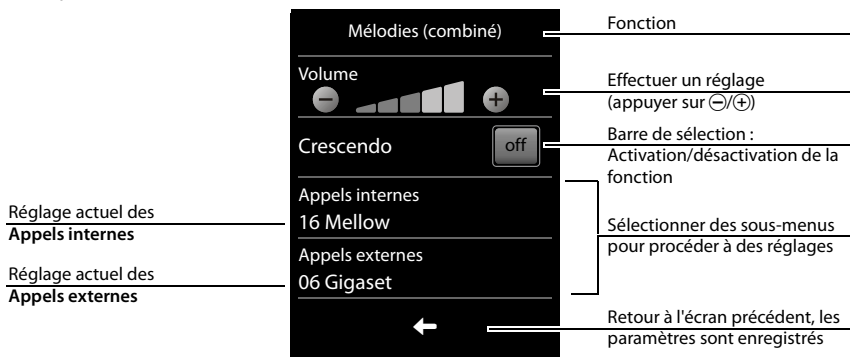 Mélodies (combiné)
Volume
Crescendo
off
Appels internes
16 Mellow
Appels externes
06 Gigaset
Réglage actuel des
Appels internes
Réglage actuel des
Appels externes
Fonction
Effectuer un réglage
(appuyer sur ⊖/⊕)
Barre de sélection :
Activation/désactivation de la
fonction
Sélectionner des sous-menus
pour procéder à des réglages
Retour à l'écran précédent, les
paramètres sont enregistrés